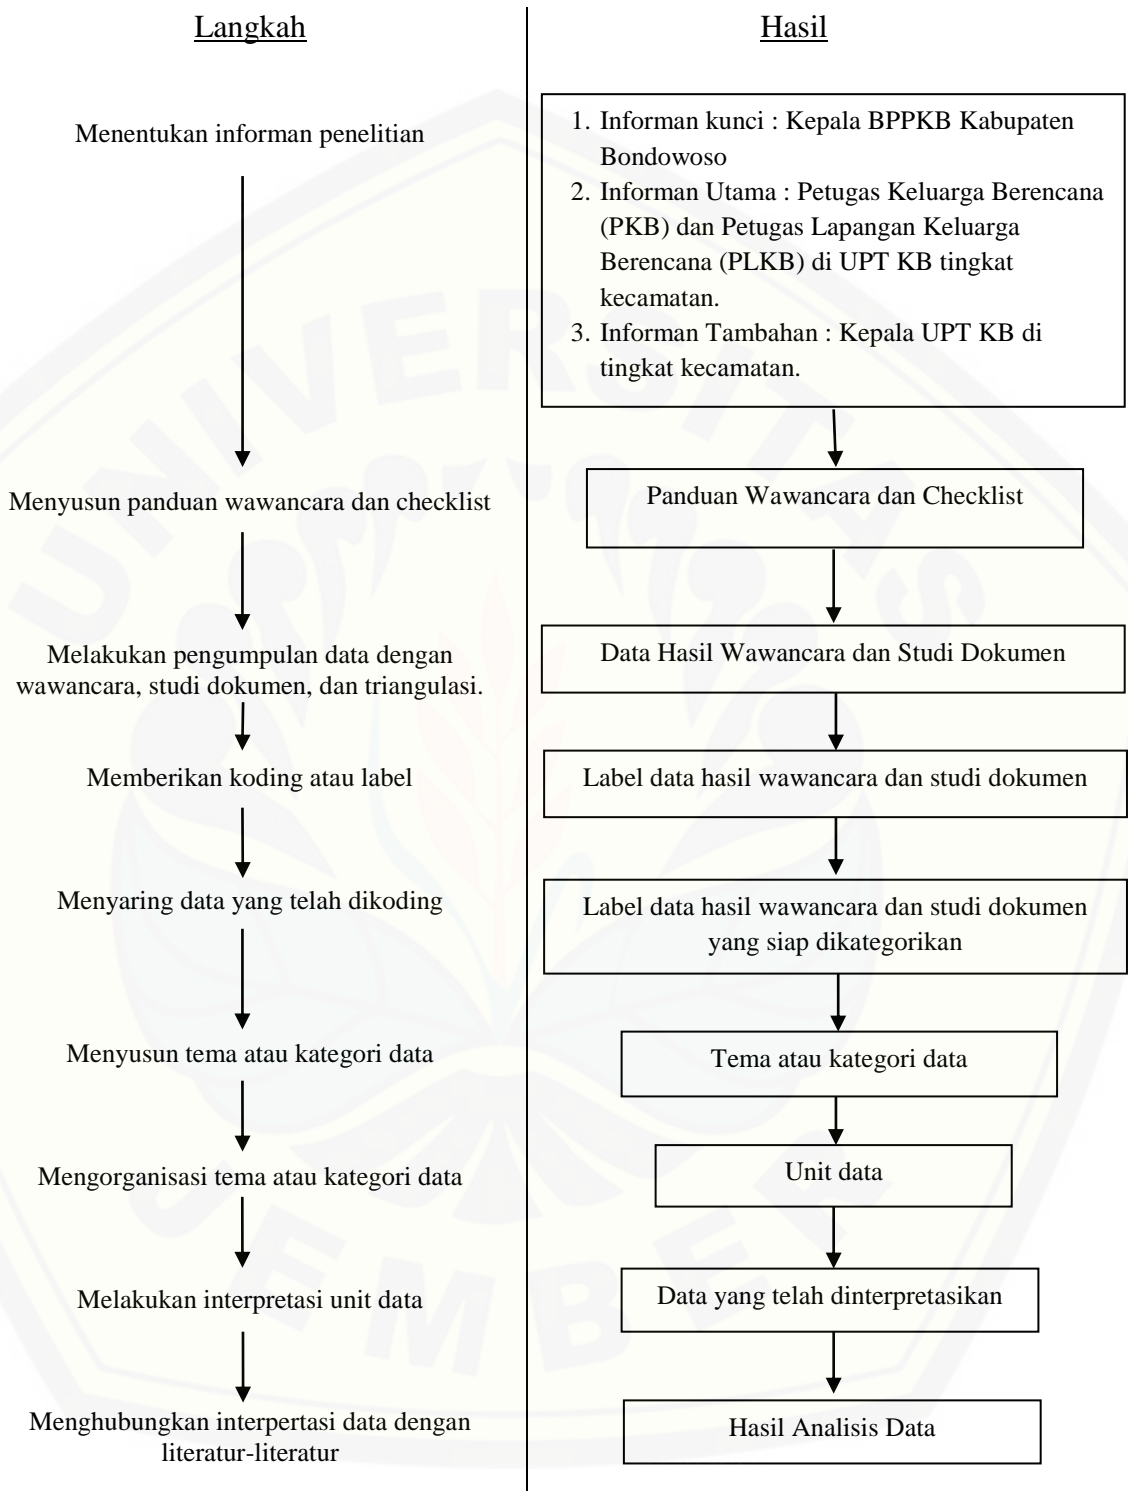 Langkah
Hasil
Menentukan informan penelitian
1. Informan kunci : Kepala BPPKB Kabupaten
Bondowoso
2. Informan Utama : Petugas Keluarga Berencana
(PKB) dan Petugas Lapangan Keluarga
Berencana (PLKB) di UPT KB tingkat
kecamatan.
3. Informan Tambahan : Kepala UPT KB di
tingkat kecamatan.
Menyusun panduan wawancara dan checklist
Panduan Wawancara dan Checklist
Melakukan pengumpulan data dengan
wawancara, studi dokumen, dan triangulasi.
Data Hasil Wawancara dan Studi Dokumen
Memberikan koding atau label
Label data hasil wawancara dan studi dokumen
Menyaring data yang telah dikoding
Label data hasil wawancara dan studi dokumen
yang siap dikategorikan
Menyusun tema atau kategori data
Tema atau kategori data
Mengorganisasi tema atau kategori data
Unit data
Melakukan interpretasi unit data
Data yang telah dinterpretasikan
Menghubungkan interpertasi data dengan
literatur-literatur
Hasil Analisis Data
UNIVERSITAS
JEMBER